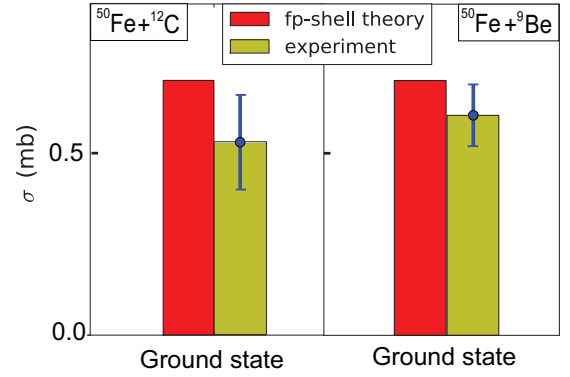 ⁵⁰Fe+¹²C
fp-shell theory
experiment
⁵⁰Fe+⁹Be
σ (mb)
0.5
0.0
Ground state
Ground state